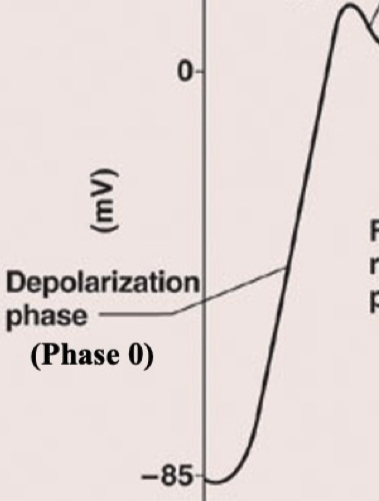 0
(mV)
Depolarization
phase
(Phase 0)
−85
F
r
p